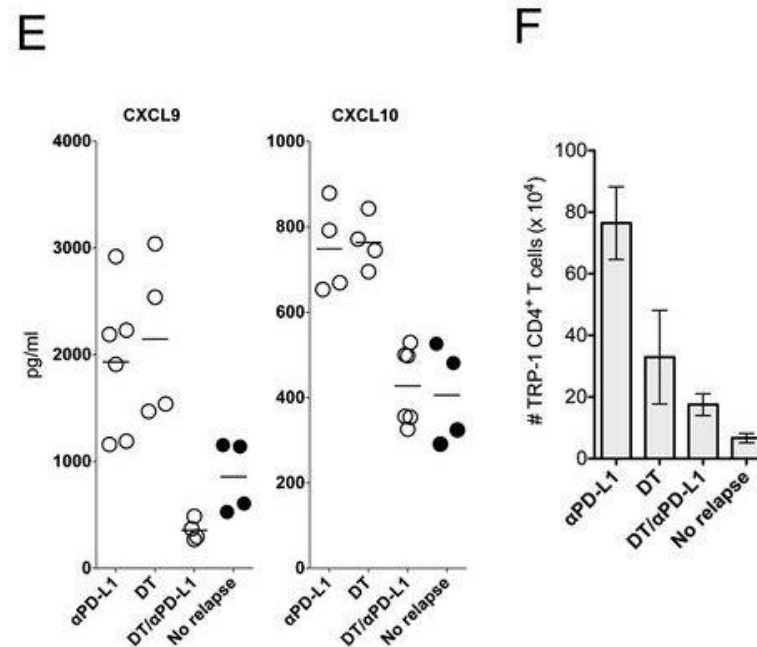 E
CXCL9
pg/ml
4000
3000
2000
1000
0
αPD-L1
DT
DT/αPD-L1
No relapse
CXCL10
1000
800
600
400
200
0
αPD-L1
DT
DT/αPD-L1
No relapse
F
# TRP-1 CD4⁺ T cells (x 10⁴)
100
80
60
40
20
0
αPD-L1
DT
DT/αPD-L1
No relapse